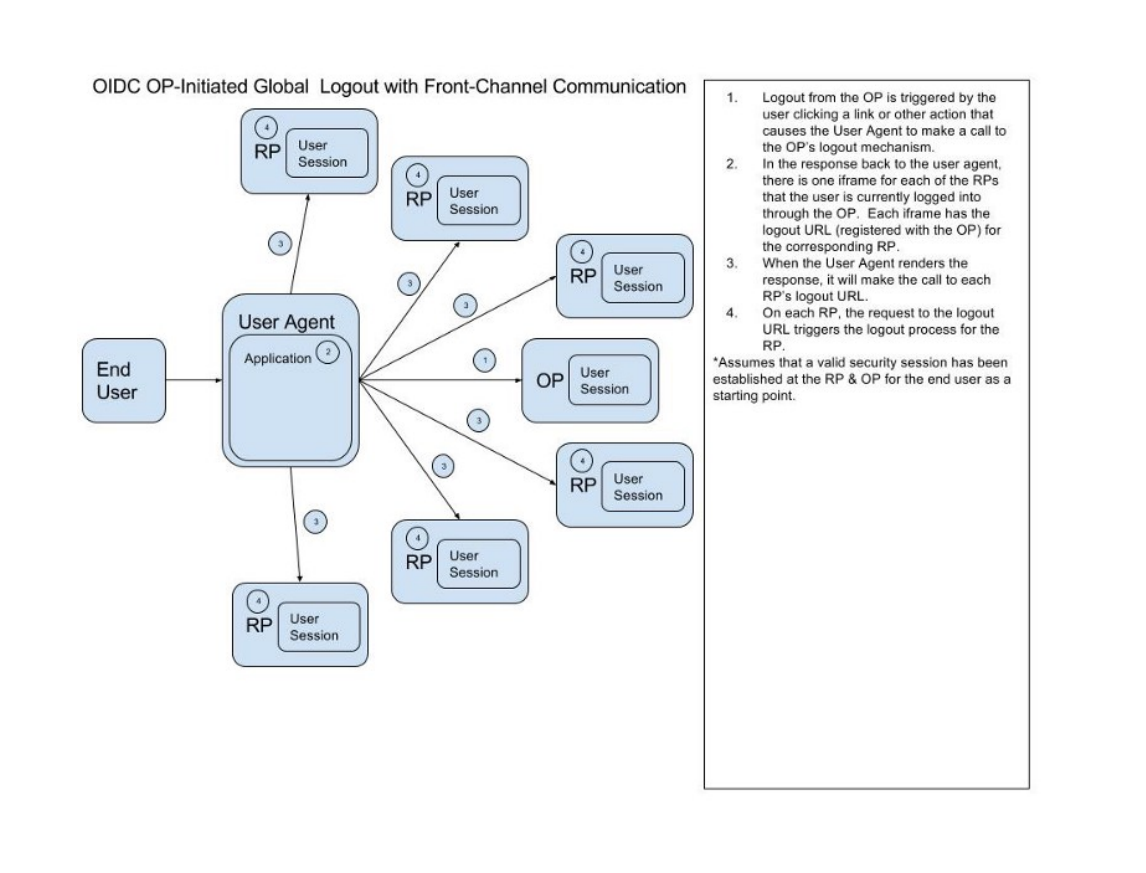 OIDC OP-Initiated Global Logout with Front-Channel Communication
4
RP
User
Session
4
RP
User
Session
3
4
RP
User
Session
3
3
User Agent
Application
2
End
User
1
OP
User
Session
3
4
RP
User
Session
3
3
4
RP
User
Session
4
RP
User
Session
1. Logout from the OP is triggered by the
user clicking a link or other action that
causes the User Agent to make a call to
the OP's logout mechanism.
2. In the response back to the user agent,
there is one iframe for each of the RPs
that the user is currently logged into
through the OP. Each iframe has the
logout URL (registered with the OP) for
the corresponding RP.
3. When the User Agent renders the
response, it will make the call to each
RP's logout URL.
4. On each RP, the request to the logout
URL triggers the logout process for the
RP.
*Assumes that a valid security session has been
established at the RP & OP for the end user as a
starting point.